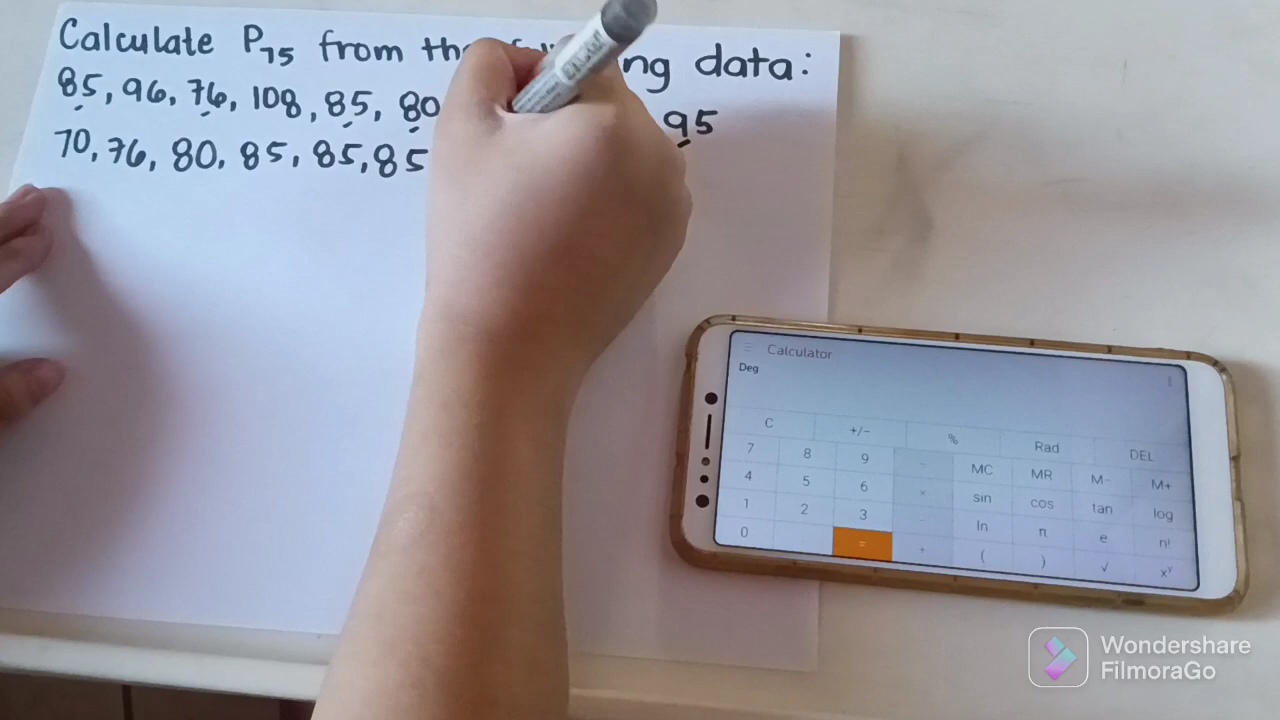 Calculate P75 from the ng data:
85, 96, 76, 108, 85, 80 95
70, 76, 80, 85, 85, 85
Calculator
Deg
C +/- % Rad DEL
7 8 9 MC MR M- M+
4 5 6 × sin cos tan log
1 2 3 ln π e n!
0 = + ( ) √ xʸ
Wondershare
FilmoraGo